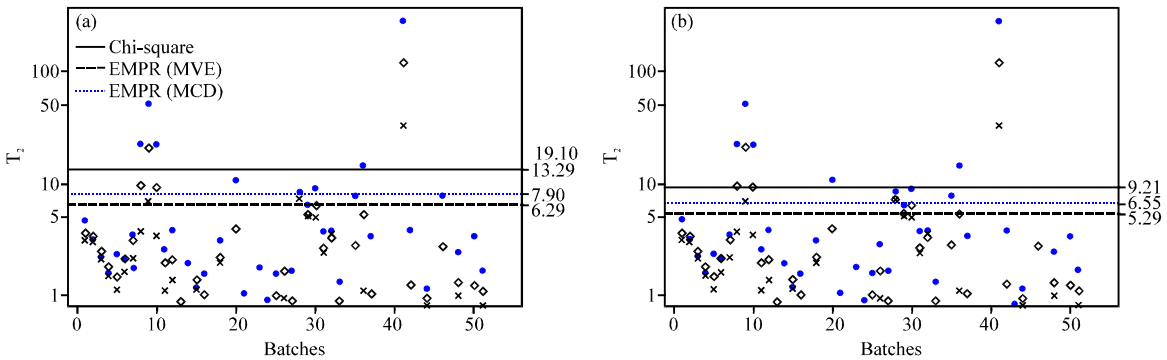 (a)
Chi-square
EMPR (MVE)
EMPR (MCD)
100
50
10
5
1
T2
19.10
13.29
7.90
6.29
0 10 20 30 40 50
Batches
(b)
100
50
10
5
1
T2
9.21
6.55
5.29
0 10 20 30 40 50
Batches